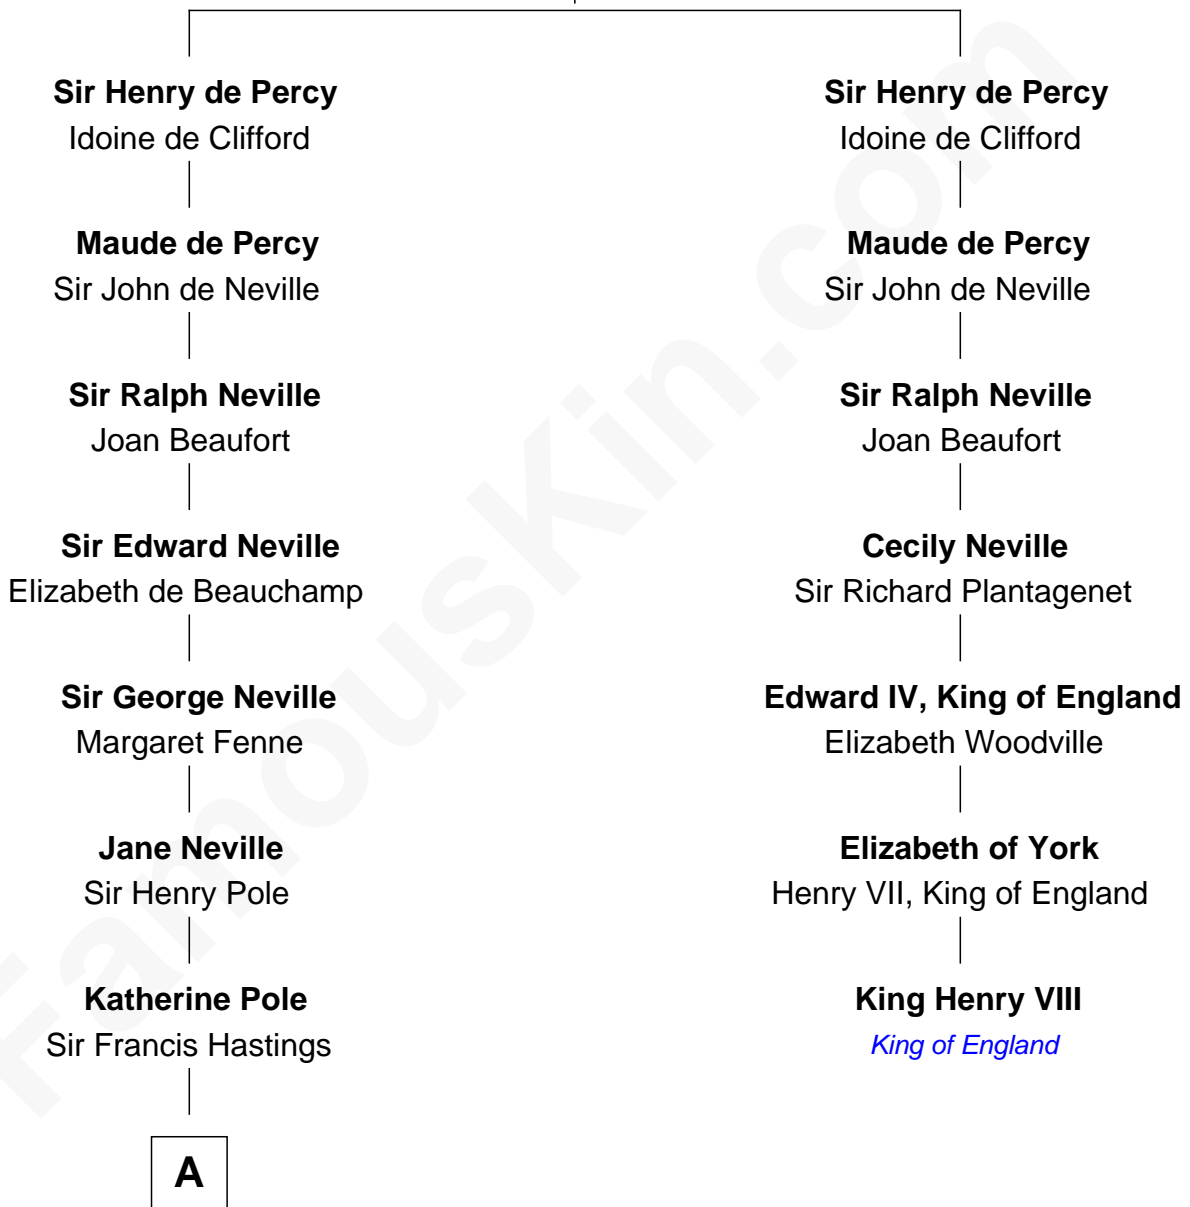 Sir Henry de Percy
Idoine de Clifford
Maude de Percy
Sir John de Neville
Sir Ralph Neville
Joan Beaufort
Sir Edward Neville
Elizabeth de Beauchamp
Sir George Neville
Margaret Fenne
Jane Neville
Sir Henry Pole
Katherine Pole
Sir Francis Hastings
A
Sir Henry de Percy
Idoine de Clifford
Maude de Percy
Sir John de Neville
Sir Ralph Neville
Joan Beaufort
Cecily Neville
Sir Richard Plantagenet
Edward IV, King of England
Elizabeth Woodville
Elizabeth of York
Henry VII, King of England
King Henry VIII
King of England
FamousKin.com